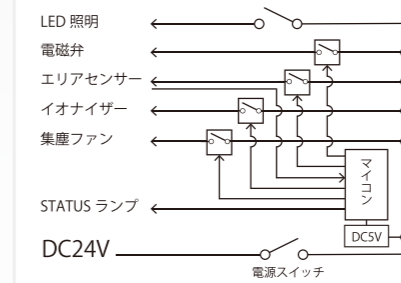 LED 照明
電磁弁
エリアセンサー
イオナイザー
集塵ファン
マイコン
STATUS ランプ
DC5V
DC24V
電源スイッチ